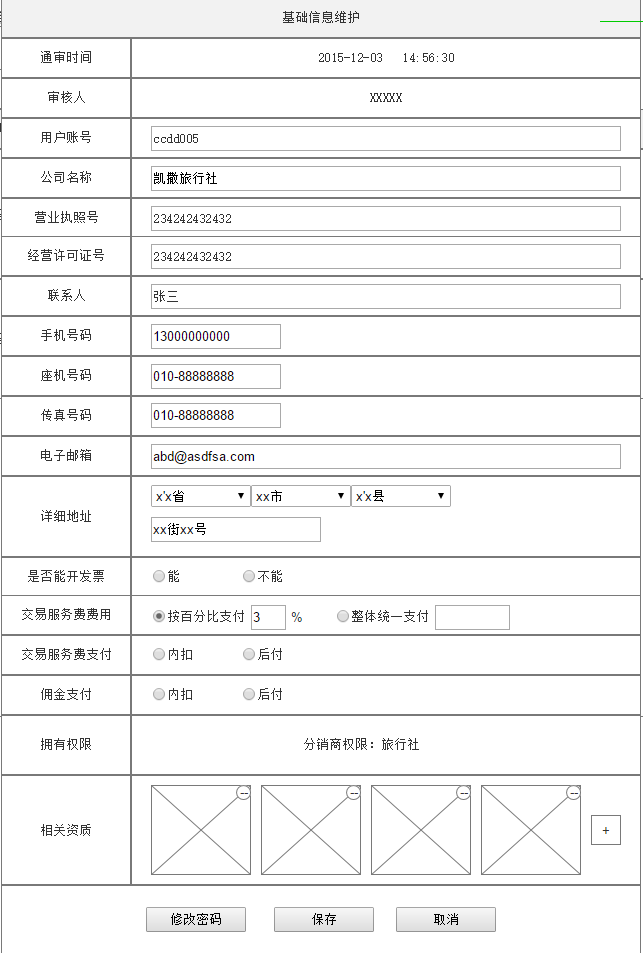 基础信息维护
通审时间 2015-12-03 14:56:30
审核人 XXXXX
用户账号 ccdd005
公司名称 凯撒旅行社
营业执照号 234242432432
经营许可证号 234242432432
联系人 张三
手机号码 13000000000
座机号码 010-88888888
传真号码 010-88888888
电子邮箱 abd@asdfsa.com
详细地址 x'x省 xx市 x'x县
xx街xx号
是否能开发票 能 不能
交易服务费费用 按百分比支付 3 % 整体统一支付
交易服务费支付 内扣 后付
佣金支付 内扣 后付
拥有权限 分销商权限：旅行社
相关资质 -- -- -- -- +
修改密码 保存 取消